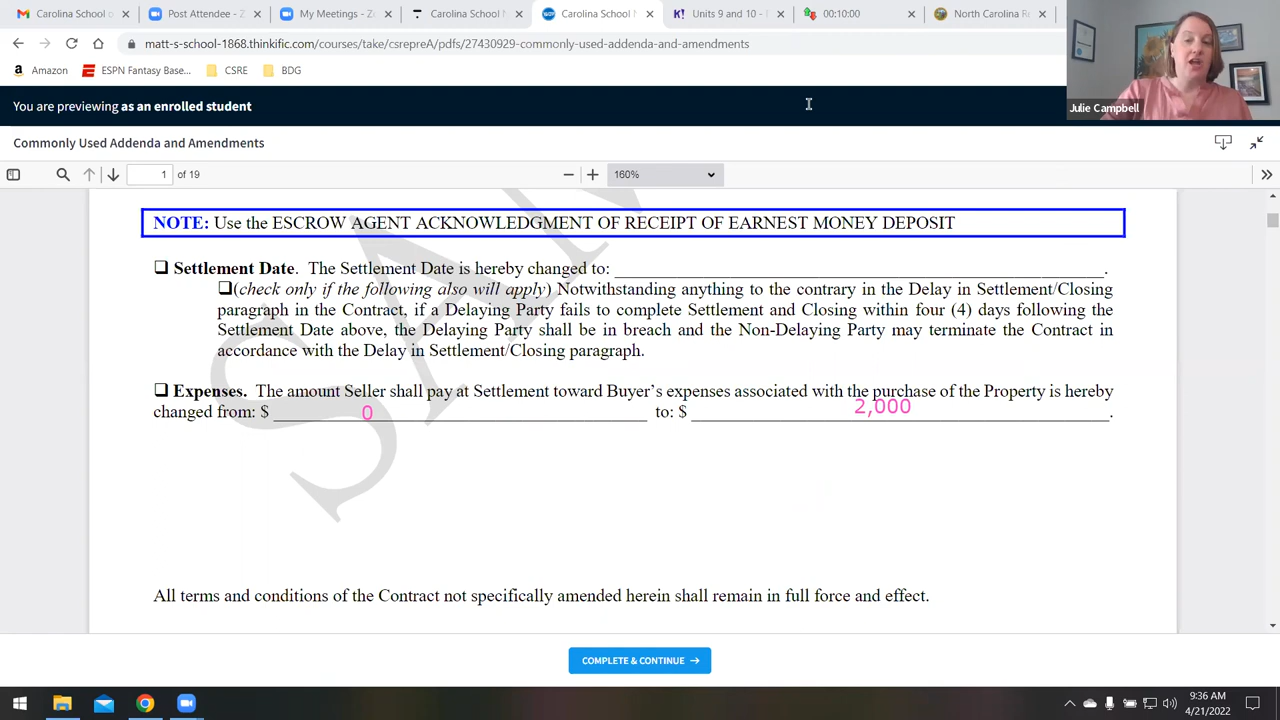 Carolina School o
Post Attendee - Z
My Meetings - Zo
Carolina School N
Carolina School N
Units 9 and 10 -
00:10:00
North Carolina Re
matt-s-school-1868.thinkific.com/courses/take/csrepreA/pdfs/27430929-commonly-used-addenda-and-amendments
Amazon
ESPN Fantasy Base...
CSRE
BDG
Julie Campbell
You are previewing as an enrolled student
Commonly Used Addenda and Amendments
1 of 19
160%
SAM
NOTE: Use the ESCROW AGENT ACKNOWLEDGMENT OF RECEIPT OF EARNEST MONEY DEPOSIT
Settlement Date. The Settlement Date is hereby changed to: .
(check only if the following also will apply) Notwithstanding anything to the contrary in the Delay in Settlement/Closing
paragraph in the Contract, if a Delaying Party fails to complete Settlement and Closing within four (4) days following the
Settlement Date above, the Delaying Party shall be in breach and the Non-Delaying Party may terminate the Contract in
accordance with the Delay in Settlement/Closing paragraph.
Expenses. The amount Seller shall pay at Settlement toward Buyer's expenses associated with the purchase of the Property is hereby
changed from: $ 0 to: $ 2,000 .
All terms and conditions of the Contract not specifically amended herein shall remain in full force and effect.
COMPLETE & CONTINUE →
9:36 AM
4/21/2022